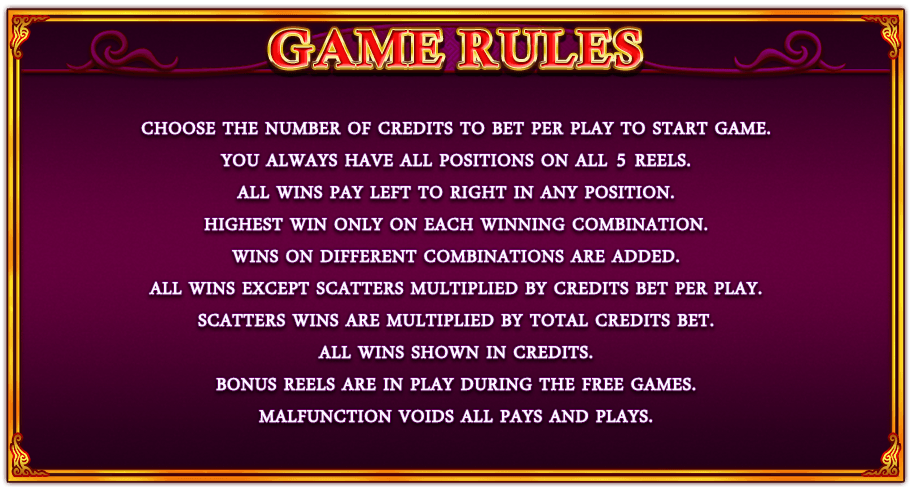 GAME RULES
CHOOSE THE NUMBER OF CREDITS TO BET PER PLAY TO START GAME.
YOU ALWAYS HAVE ALL POSITIONS ON ALL 5 REELS.
ALL WINS PAY LEFT TO RIGHT IN ANY POSITION.
HIGHEST WIN ONLY ON EACH WINNING COMBINATION.
WINS ON DIFFERENT COMBINATIONS ARE ADDED.
ALL WINS EXCEPT SCATTERS MULTIPLIED BY CREDITS BET PER PLAY.
SCATTERS WINS ARE MULTIPLIED BY TOTAL CREDITS BET.
ALL WINS SHOWN IN CREDITS.
BONUS REELS ARE IN PLAY DURING THE FREE GAMES.
MALFUNCTION VOIDS ALL PAYS AND PLAYS.